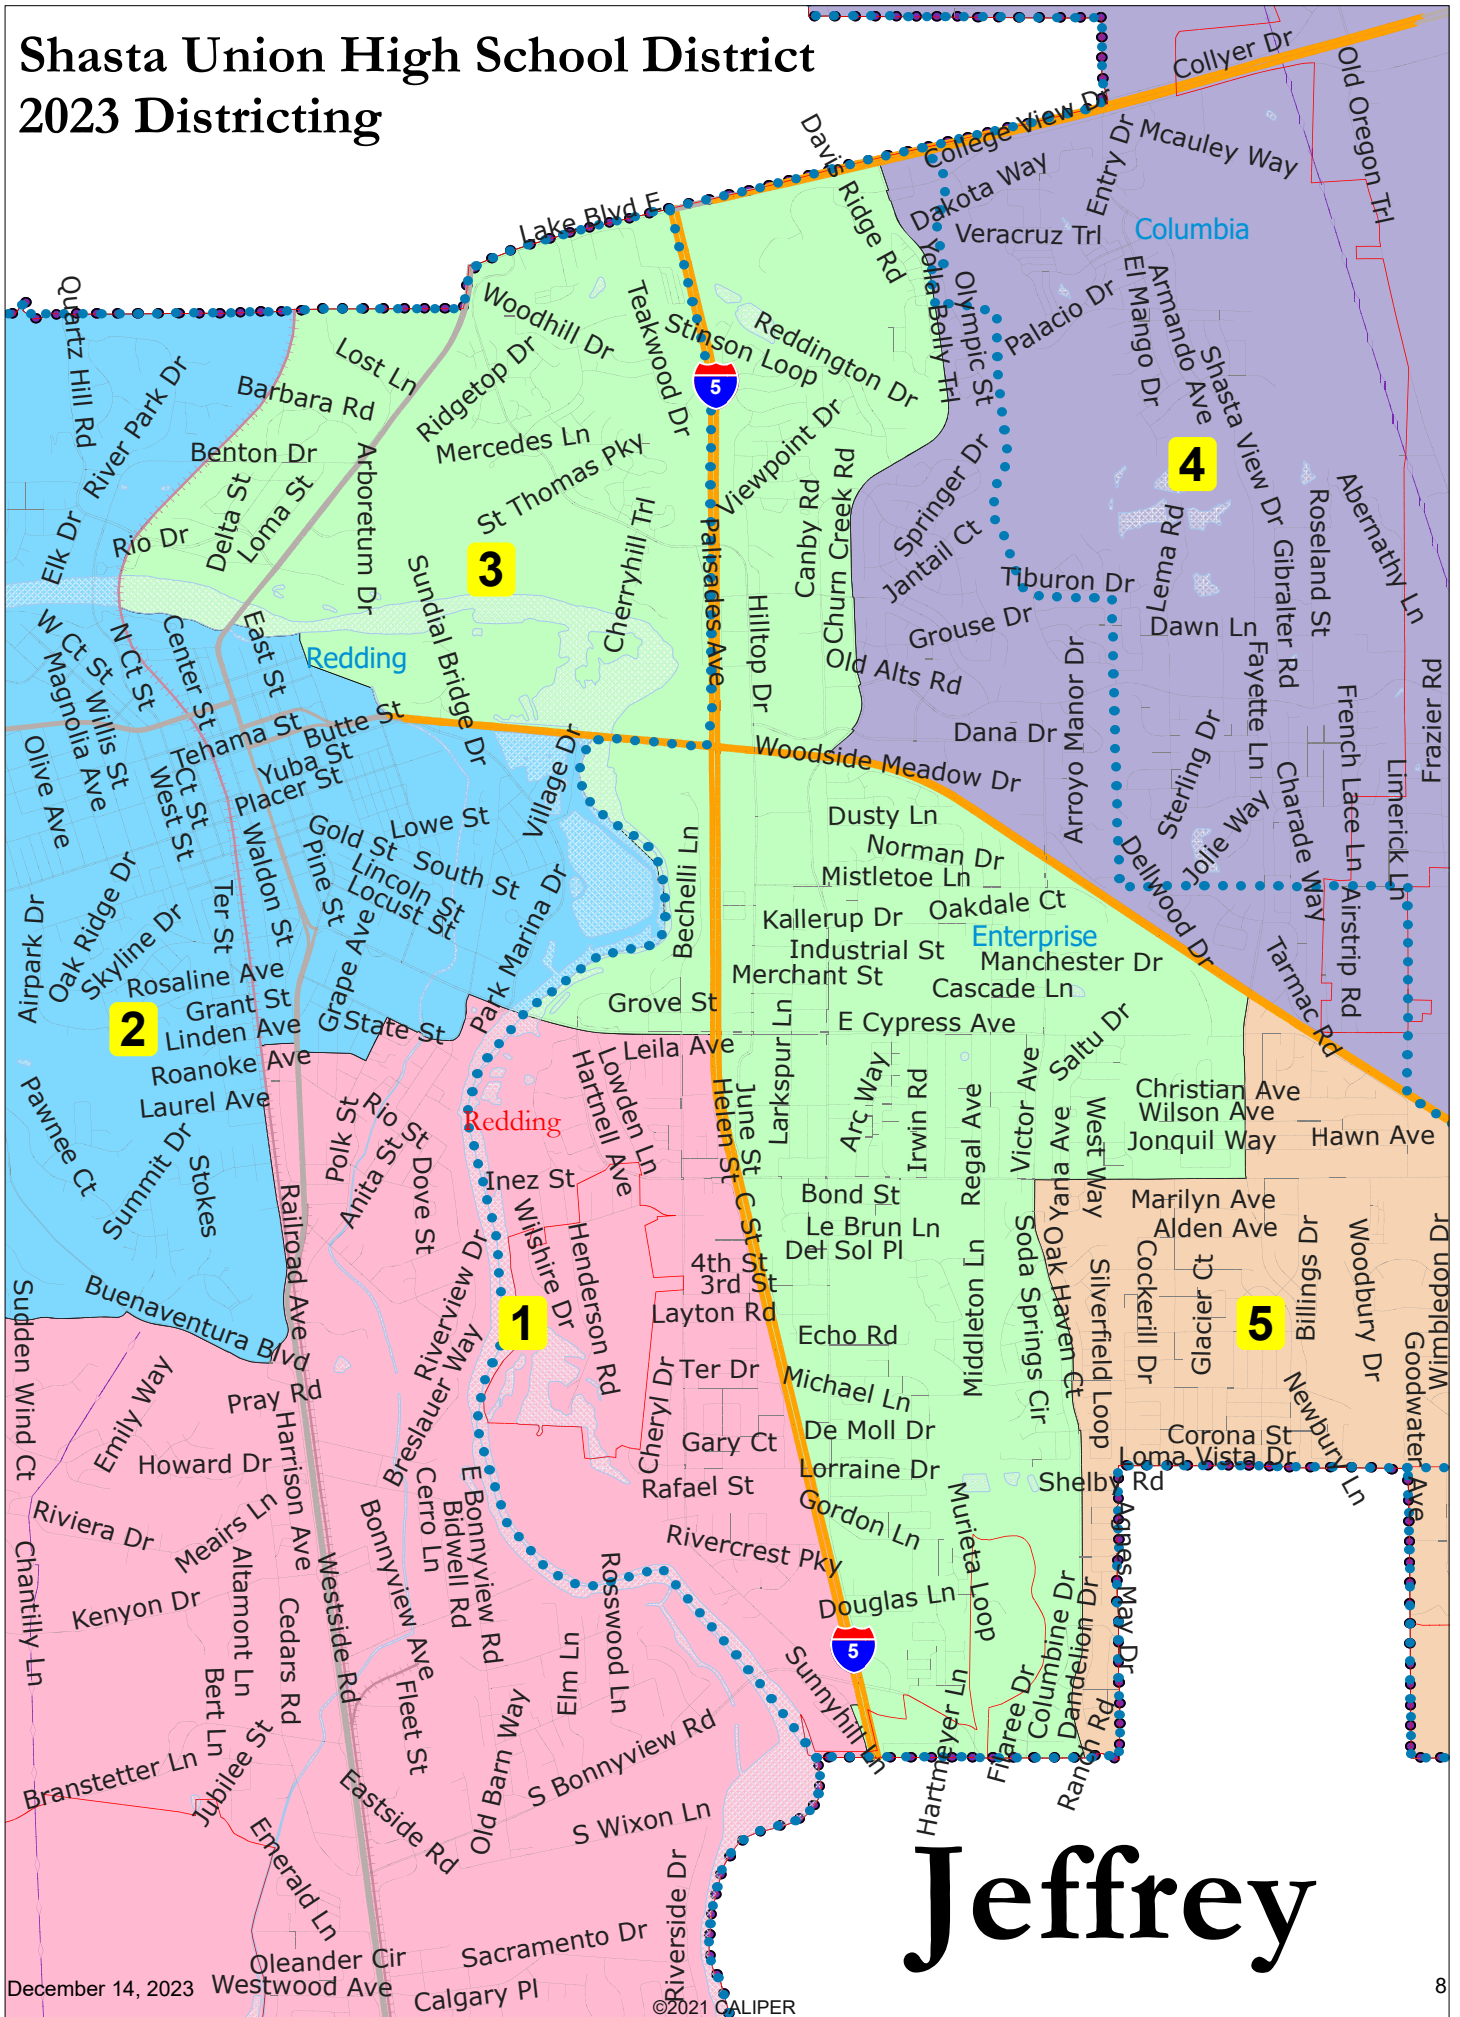 Shasta Union High School District
2023 Districting
Collyer Dr
Old Oregon Trl
College View Dr
Davis Ridge Rd
Entry Dr
Mcauley Way
Dakota Way
Lake Blvd E
Veracruz Trl
Columbia
Yolla Bolly Trl
Olympic St
Palacio Dr
El Mango Dr
Armando Ave
Quartz Hill Rd
Woodhill Dr
Teakwood Dr
Stinson Loop
Reddington Dr
Lost Ln
Ridgetop Dr
River Park Dr
Barbara Rd
5
Shasta View Dr
Benton Dr
Mercedes Ln
Viewpoint Dr
St Thomas Pky
Arboretum Dr
Delta St
Loma St
Springer Dr
4
Abernathy Ln
Roseland St
Canby Rd
Churn Creek Rd
Elk Dr
Rio Dr
Cherryhill Trl
Palisades Ave
Jantail Ct
Lema Rd
Gibralter Rd
3
Sundial Bridge Dr
Tiburon Dr
Hilltop Dr
Grouse Dr
Dawn Ln
Fayette Ln
W Ct St
N Ct St
Center St
East St
Redding
Old Alts Rd
Arroyo Manor Dr
Frazier Rd
Magnolia Ave
Willis St
French Lace Ln
Butte St
Tehama St
Dana Dr
Sterling Dr
Olive Ave
Yuba St
Woodside Meadow Dr
Placer St
West St
Ct St
Village Dr
Charade Way
Limerick Ln
Jolie Way
Waldon St
Gold St
Lowe St
Dusty Ln
Pine St
South St
Norman Dr
Dellwood Dr
Lincoln St
Locust St
Mistletoe Ln
Bechelli Ln
Oak Ridge Dr
Ter St
Park Marina Dr
Kallerup Dr
Oakdale Ct
Airpark Dr
Skyline Dr
Grape Ave
Enterprise
Industrial St
Manchester Dr
Merchant St
Tarmac Rd
Airstrip Rd
Rosaline Ave
Cascade Ln
Grant St
Grove St
2
State St
E Cypress Ave
Linden Ave
Saltu Dr
Larkspur Ln
Leila Ave
Roanoke Ave
Lowden Ln
Hartnell Ave
Arc Way
Irwin Rd
Regal Ave
Victor Ave
Christian Ave
Laurel Ave
Wilson Ave
Pawnee Ct
Rio St
Redding
Helen St
June St
Yana Ave
West Way
Jonquil Way
Hawn Ave
Polk St
Summit Dr
Stokes
Anita St
Dove St
Inez St
Bond St
Marilyn Ave
Railroad Ave
Wilshire Dr
C St
Le Brun Ln
Alden Ave
Del Sol Pl
4th St
3rd St
Soda Springs Cir
Oak Haven Ct
Silverfield Loop
Cockerill Dr
Glacier Ct
Billings Dr
Woodbury Dr
Wimbledon Dr
Sudden Wind Ct
Buenaventura Blvd
Riverview Dr
Henderson Rd
Layton Rd
1
5
Echo Rd
Middleton Ln
Goodwater Ave
Emily Way
Breslauer Way
Ter Dr
Michael Ln
Pray Rd
Cheryl Dr
Newbury Ln
De Moll Dr
Gary Ct
Corona St
Harrison Ave
Loma Vista Dr
Howard Dr
Lorraine Dr
Shelby Rd
Rafael St
Cerro Ln
Bidwell Rd
E Bonnyview Rd
Meairs Ln
Riviera Dr
Gordon Ln
Murieta Loop
Agnes May Dr
Rivercrest Pky
Chantilly Ln
Altamont Ln
Westside Rd
Bonnyview Ave
Rosswood Ln
Kenyon Dr
Cedars Rd
Douglas Ln
Columbine Dr
Dandelion Dr
Elm Ln
5
Bert Ln
Fleet St
Sunnyhill Ln
Hartmeyer Ln
Filaree Dr
Ranch Rd
Jubilee St
Old Barn Way
S Bonnyview Rd
Branstetter Ln
Eastside Rd
S Wixon Ln
Emerald Ln
Riverside Dr
Jeffrey
Sacramento Dr
Oleander Cir
December 14, 2023
Westwood Ave
Calgary Pl
8
©2021 CALIPER